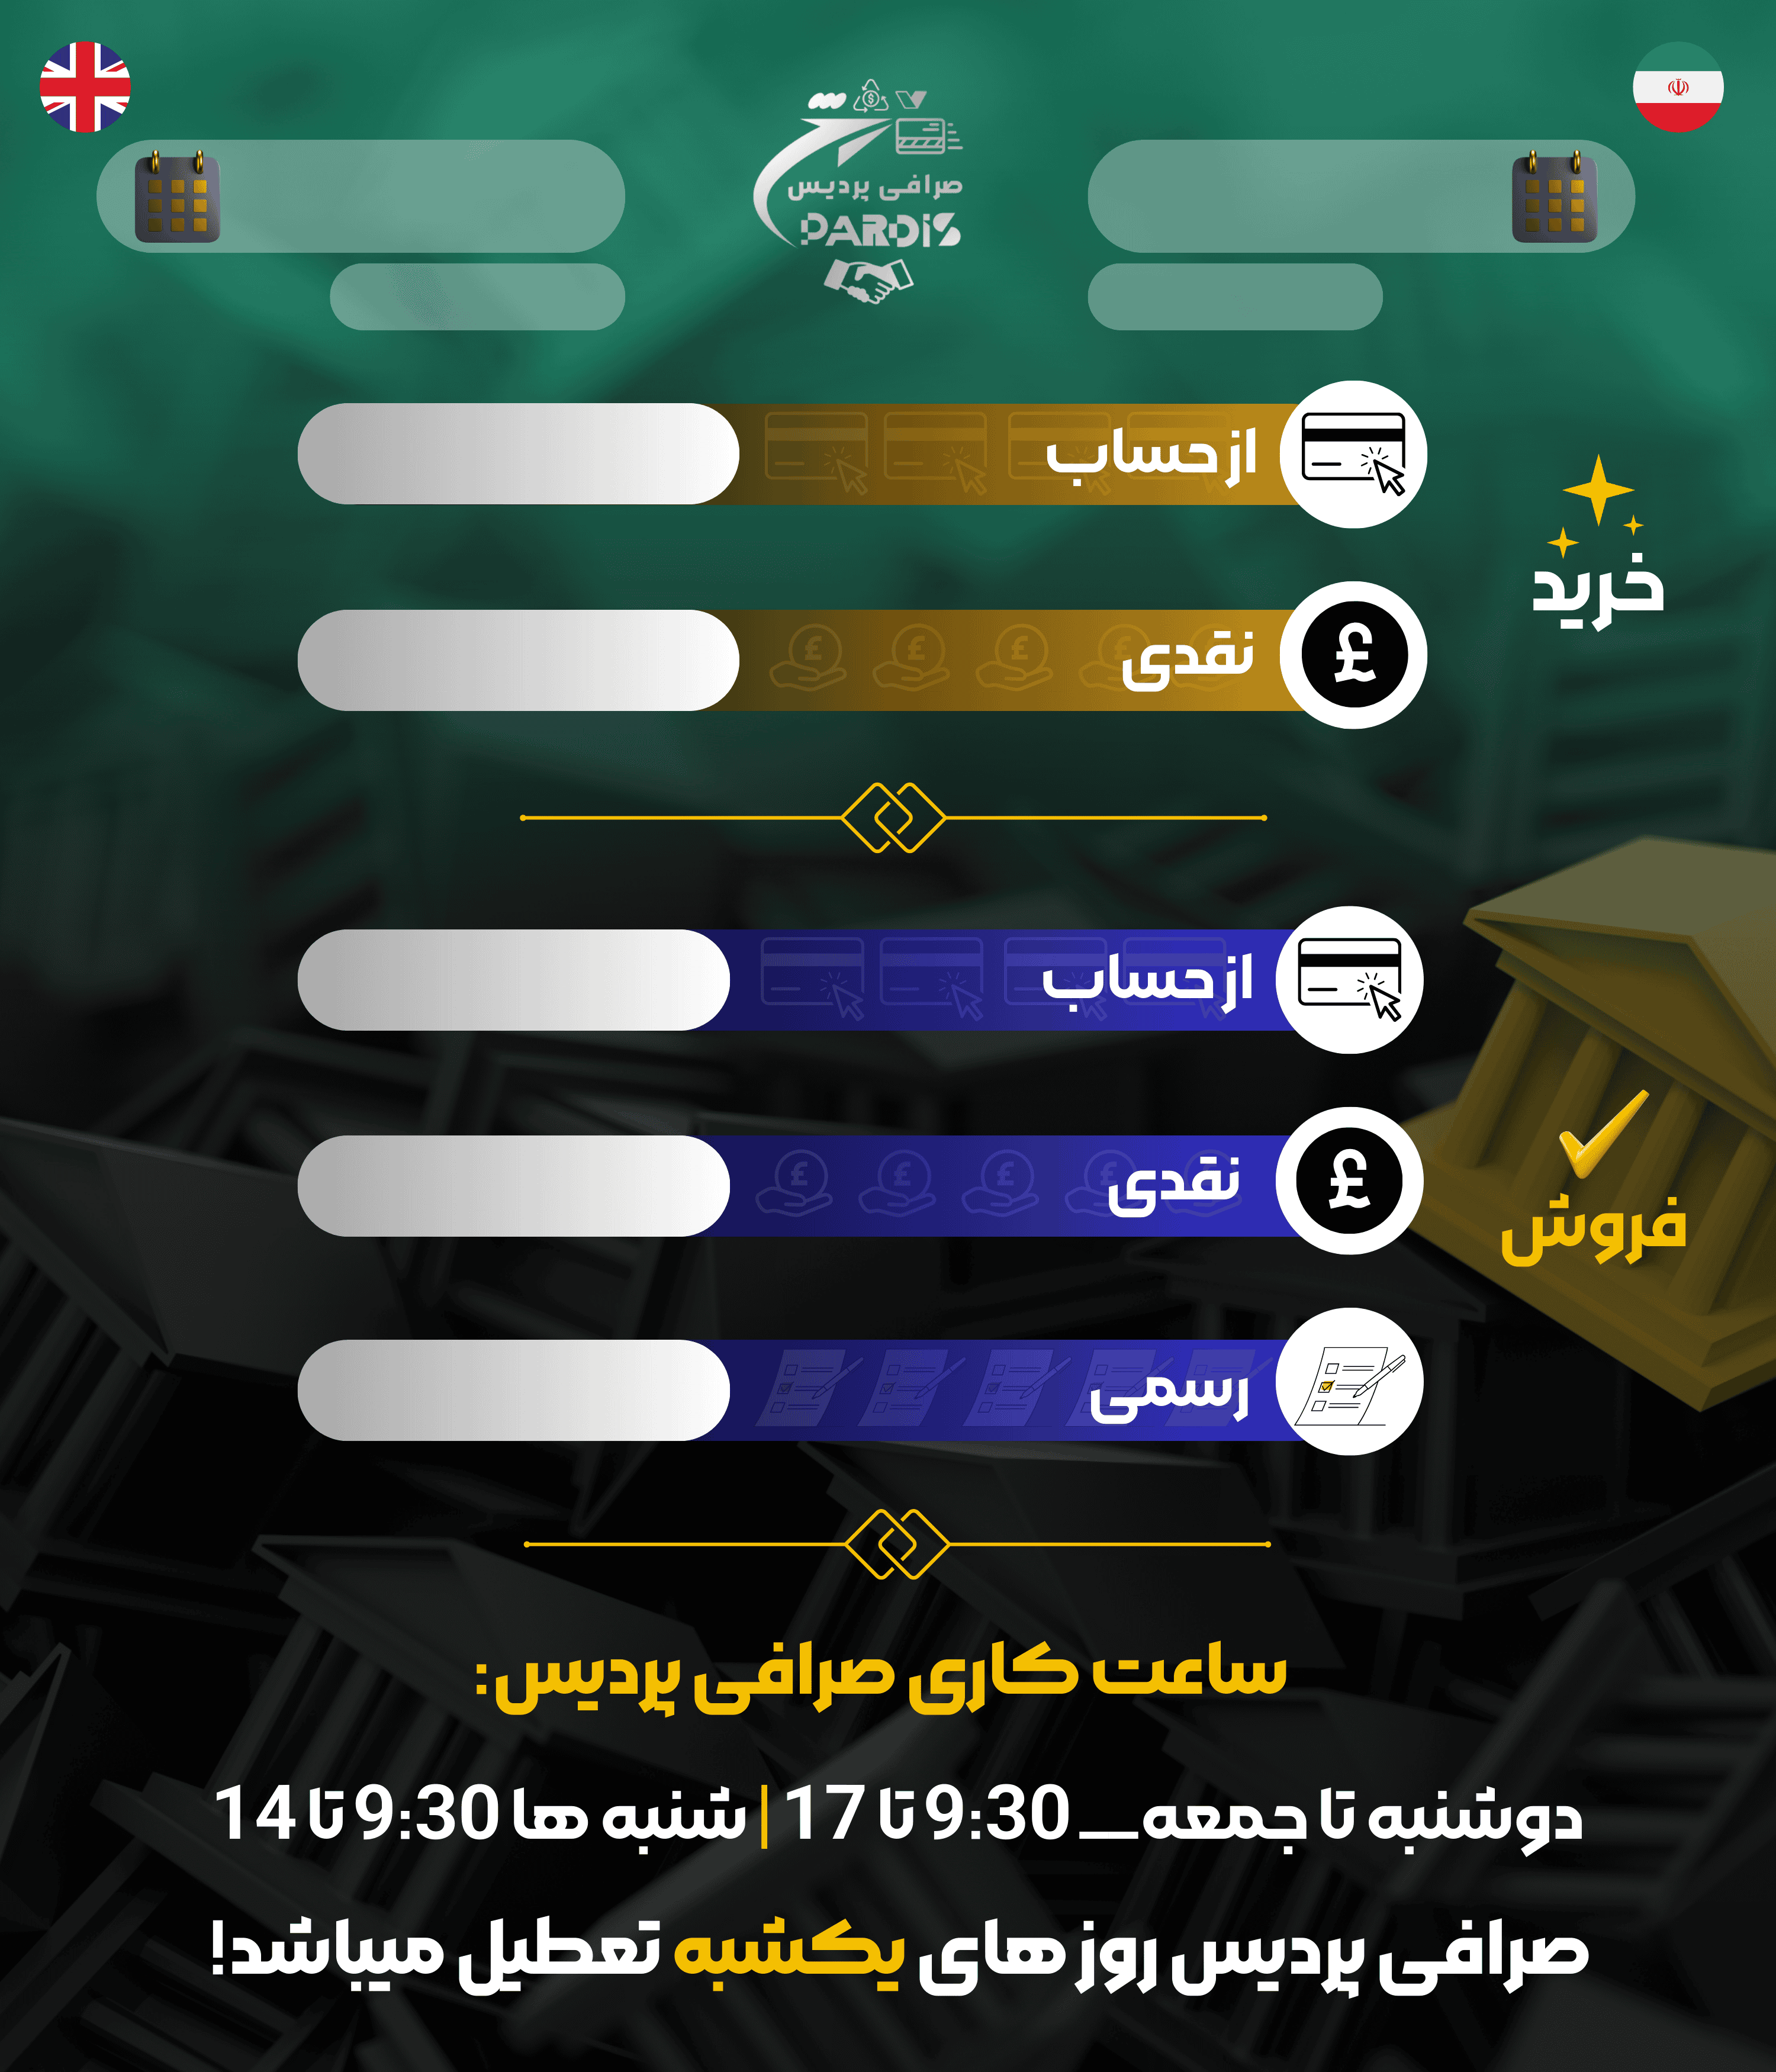 صرافی پردیس
PARDIS
خرید
از حساب
£ نقدی
فروش
از حساب
£ نقدی
رسمی
ساعت کاری صرافی پردیس:
دوشنبه تا جمعه__ 9:30 تا 17 | شنبه ها 9:30 تا 14
صرافی پردیس روز های یکشبه تعطیل میباشد!